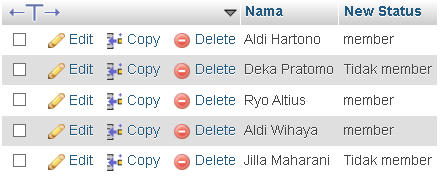 Nama New Status
Edit Copy Delete Aldi Hartono member
Edit Copy Delete Deka Pratomo Tidak member
Edit Copy Delete Ryo Altius member
Edit Copy Delete Aldi Wihaya member
Edit Copy Delete Jilla Maharani Tidak member